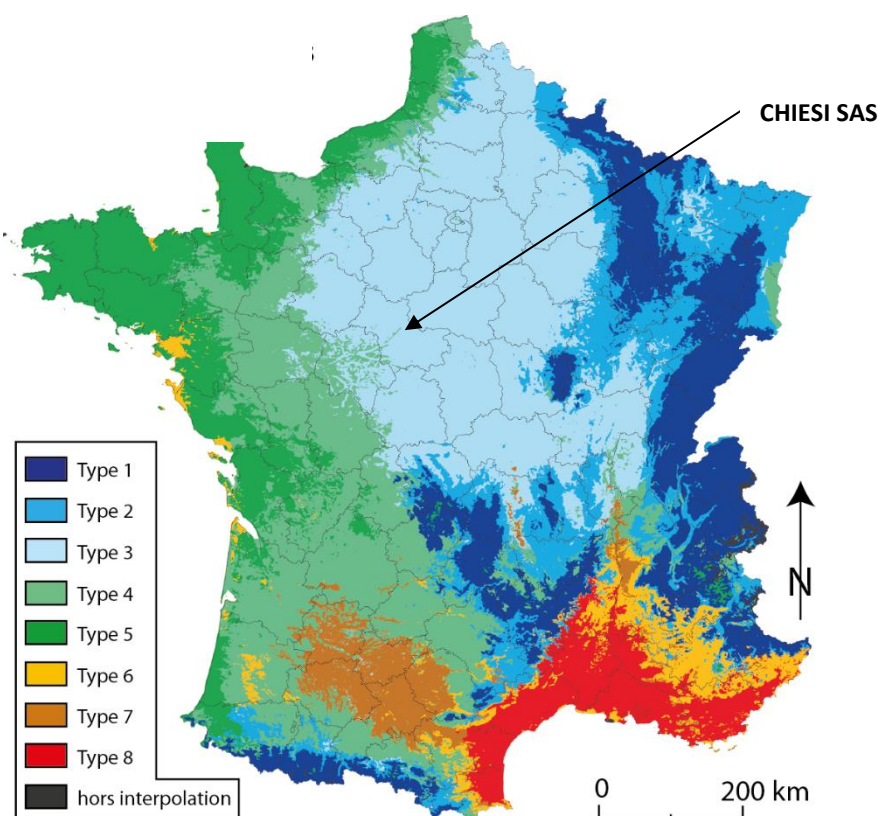 CHIESI SAS
Type 1
Type 2
Type 3
Type 4
Type 5
Type 6
Type 7
Type 8
hors interpolation
N
0 200 km